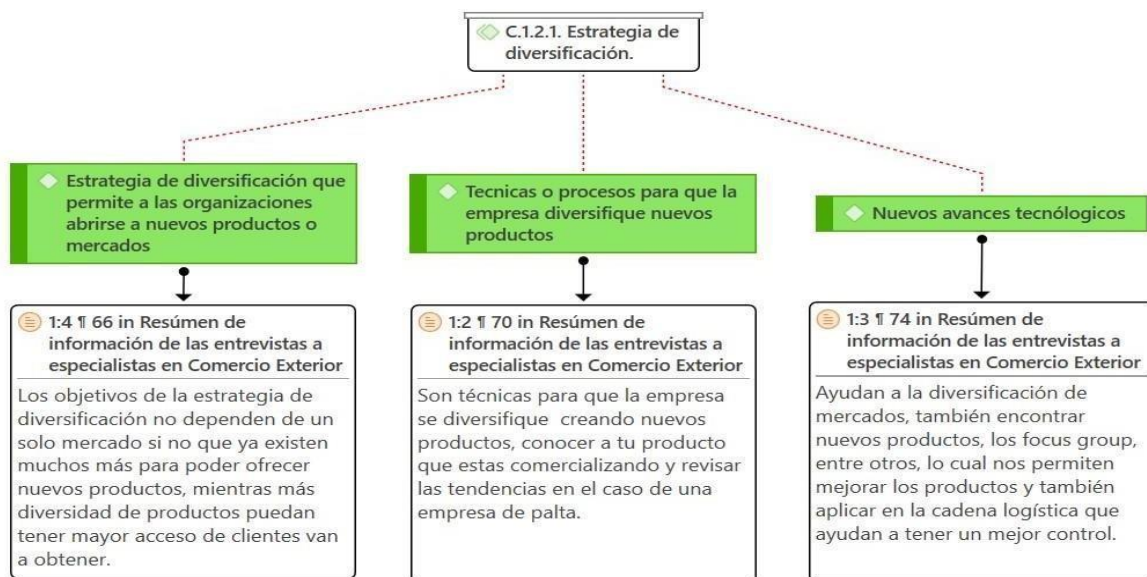 C.1.2.1. Estrategia de
diversificación.
Estrategia de diversificación que
permite a las organizaciones
abrirse a nuevos productos o
mercados
Tecnicas o procesos para que la
empresa diversifique nuevos
productos
Nuevos avances tecnólogicos
1:4 ¶ 66 in Resúmen de
información de las entrevistas a
especialistas en Comercio Exterior
Los objetivos de la estrategia de
diversificación no dependen de un
solo mercado si no que ya existen
muchos más para poder ofrecer
nuevos productos, mientras más
diversidad de productos puedan
tener mayor acceso de clientes van
a obtener.
1:2 ¶ 70 in Resúmen de
información de las entrevistas a
especialistas en Comercio Exterior
Son técnicas para que la empresa
se diversifique creando nuevos
productos, conocer a tu producto
que estas comercializando y revisar
las tendencias en el caso de una
empresa de palta.
1:3 ¶ 74 in Resúmen de
información de las entrevistas a
especialistas en Comercio Exterior
Ayudan a la diversificación de
mercados, también encontrar
nuevos productos, los focus group,
entre otros, lo cual nos permiten
mejorar los productos y también
aplicar en la cadena logística que
ayudan a tener un mejor control.